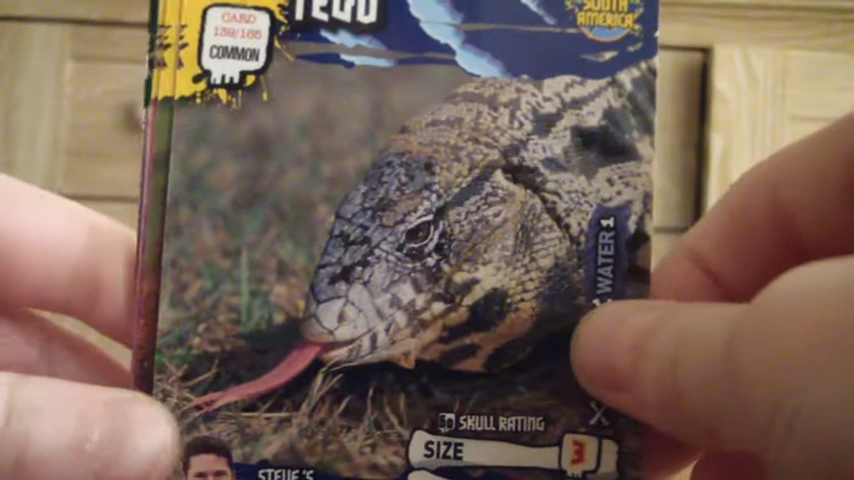 TEGU
SOUTH
AMERICA
CARD
139/165
COMMON
WATER 1
SKULL RATING
SIZE 3
STEVE'S